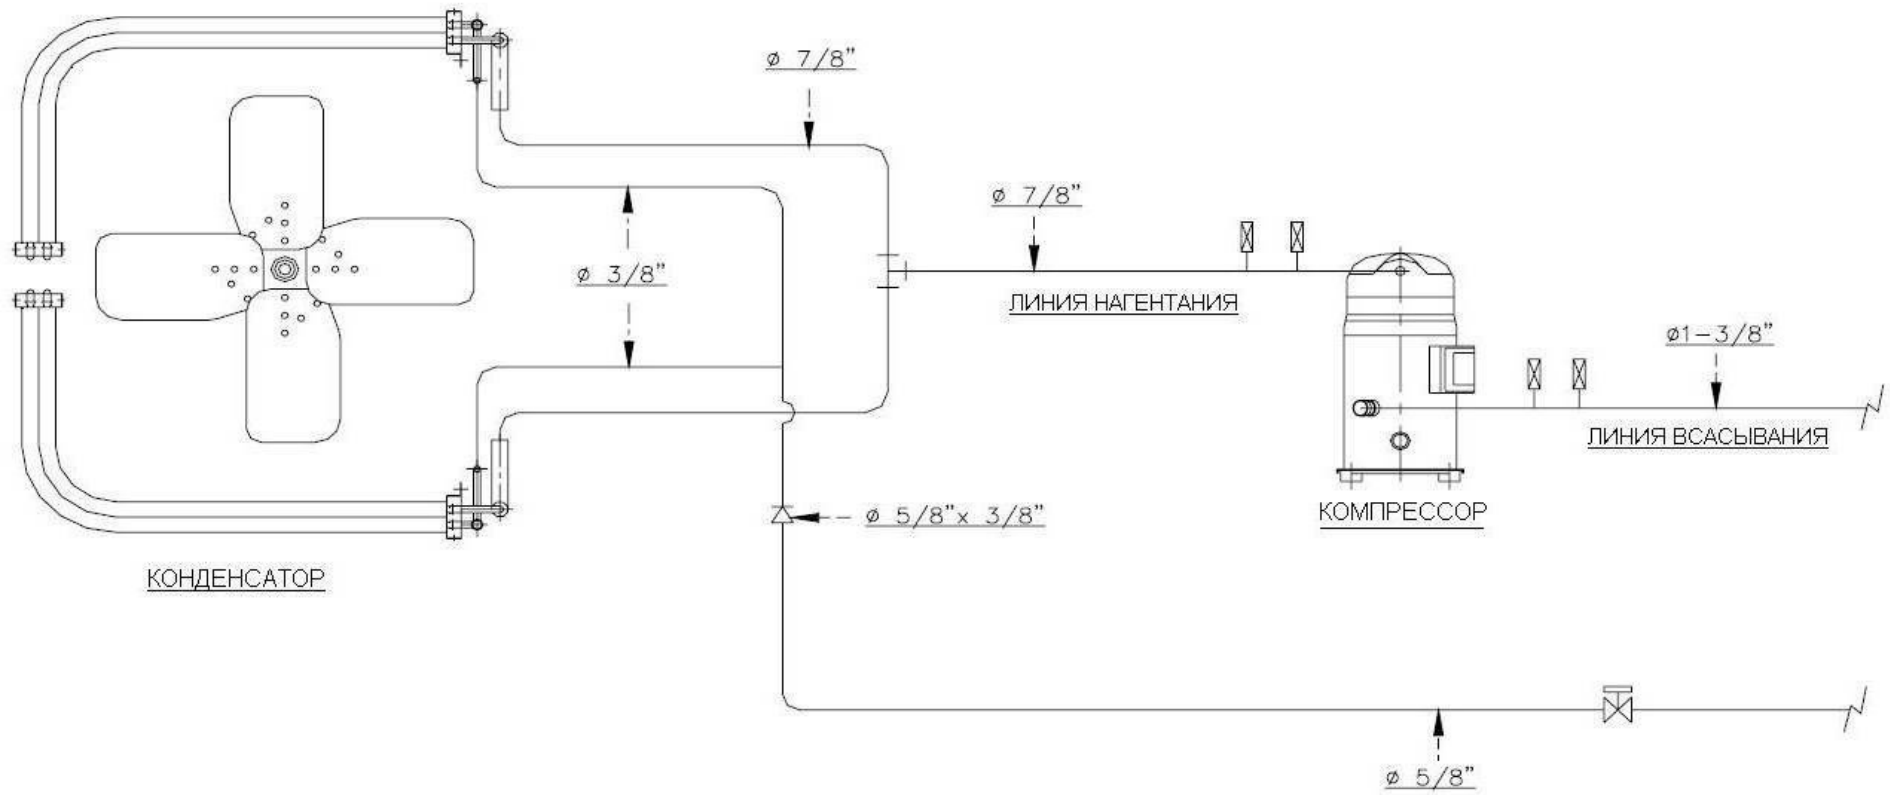 ø 7/8”
ø 7/8”
ø 3/8”
ЛИНИЯ НАГЕНТАНИЯ
ø1-3/8”
ЛИНИЯ ВСАСЫВАНИЯ
КОМПРЕССОР
ø 5/8”x 3/8”
КОНДЕНСАТОР
ø 5/8”